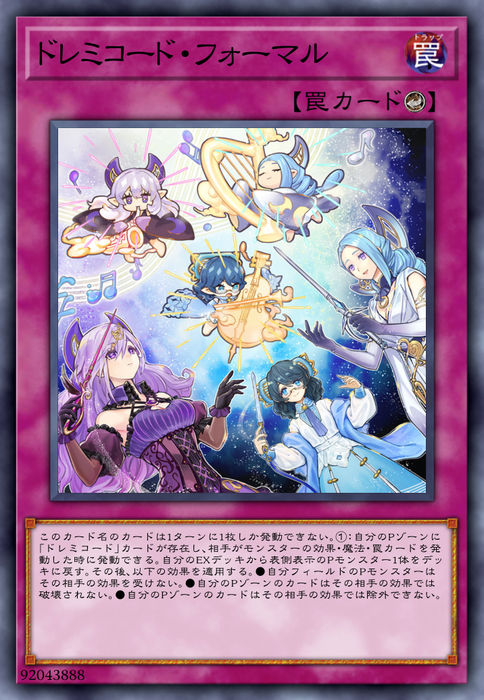 ドレミコード・フォーマル
トラップ
罠
【罠カード】
このカード名のカードは1ターンに1枚しか発動できない。①:自分のPゾーンに
「ドレミコード」カードが存在し、相手がモンスターの効果・魔法・罠カードを発
動した時に発動できる。自分のEXデッキから表側表示のPモンスター1体をデッ
キに戻す。その後、以下の効果を適用する。●自分フィールドのPモンスターは
その相手の効果を受けない。●自分のPゾーンのカードはその相手の効果では
破壊されない。●自分のPゾーンのカードはその相手の効果では除外できない。
92043888